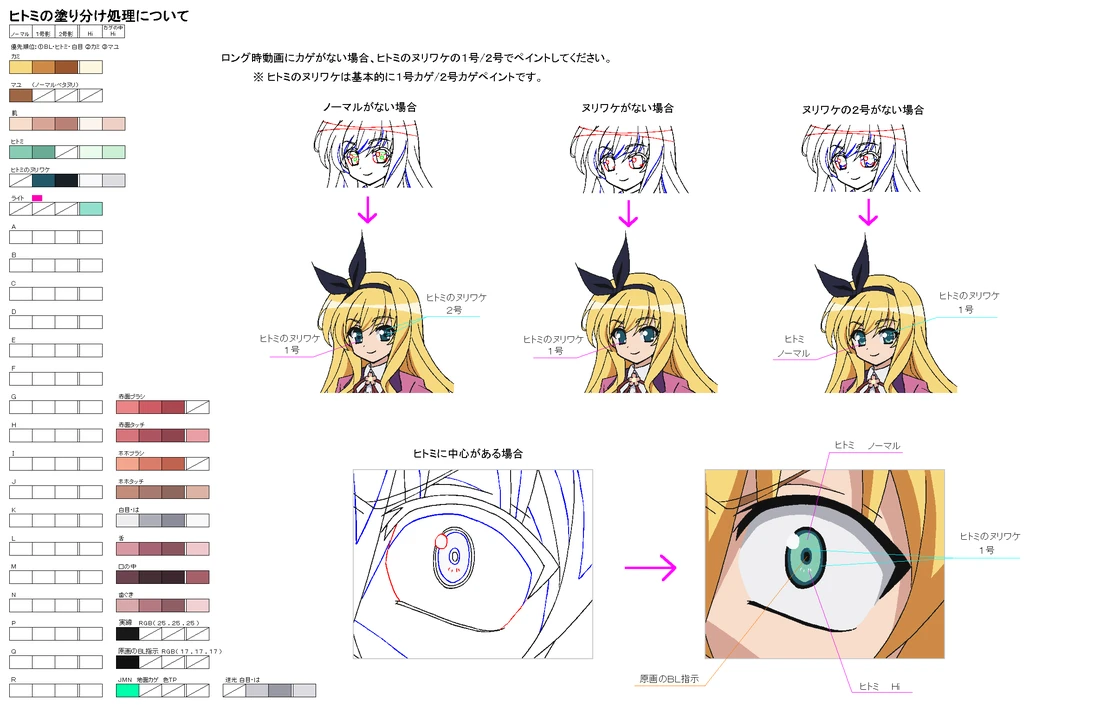 ヒトミの塗り分け処理について
ノーマル 1号影 2号影 Hi カゲの中Hi
優先順位:①BL・ヒトミ・白目 ②カミ ③マユ
カミ
マユ (ノーマルベタヌリ)
肌
ヒトミ
ヒトミのヌリワケ
ライト
A
B
C
D
E
F
G
H
I
J
K
L
M
N
P
Q
R
赤面ブラシ
赤面タッチ
ホホブラシ
ホホタッチ
白目・は
舌
口の中
歯ぐき
実線 RGB(25,25,25)
原画のBL指示 RGB(17,17,17)
JMN 地面カゲ 色TP
逆光 白目・は
ロング時動画にカゲがない場合、ヒトミのヌリワケの1号/2号でペイントしてください。
※ ヒトミのヌリワケは基本的に1号カゲ/2号カゲペイントです。
ノーマルがない場合
ヌリワケがない場合
ヌリワケの2号がない場合
ヒトミのヌリワケ
2号
ヒトミのヌリワケ
1号
ヒトミのヌリワケ
1号
ヒトミのヌリワケ
1号
ヒトミ
ノーマル
ヒトミに中心がある場合
ヒトミ ノーマル
ヒトミのヌリワケ
1号
原画のBL指示
ヒトミ Hi